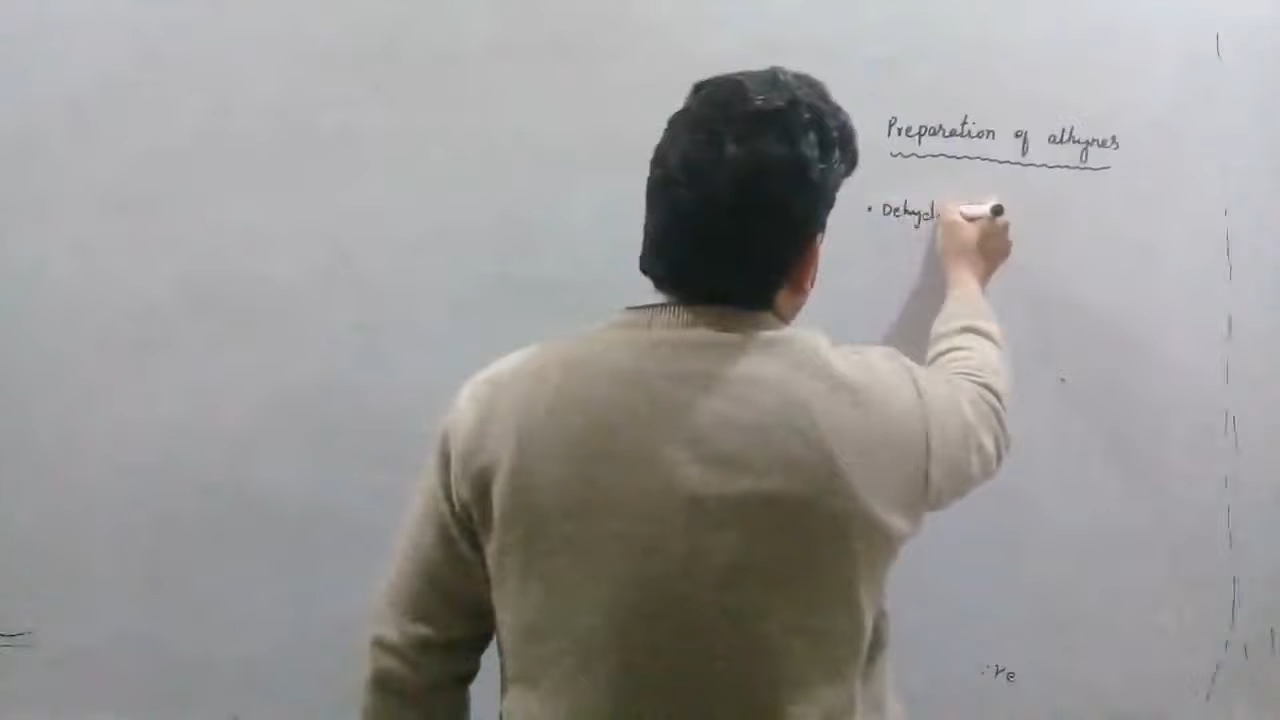 Preparation of alkynes
• Dehyd